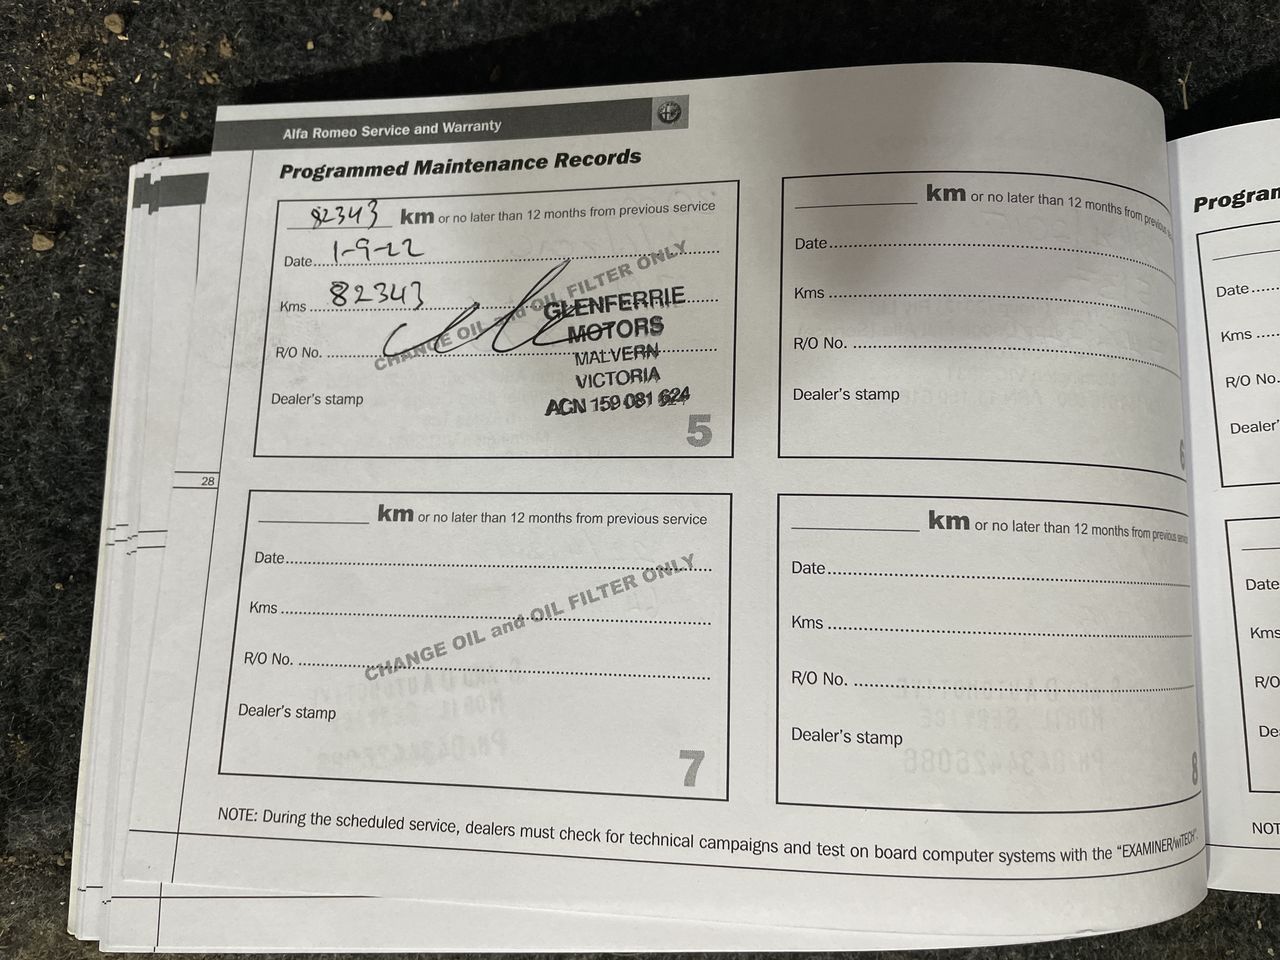 Alfa Romeo Service and Warranty
Programmed Maintenance Records
82343 km or no later than 12 months from previous service
Date 1-9-22
Kms 82343
R/O No.
CHANGE OIL and OIL FILTER ONLY
GLENFERRIE
MOTORS
MALVERN
VICTORIA
ACN 159 081 624
Dealer's stamp
5
km or no later than 12 months from previous
Date
Kms
R/O No.
Dealer's stamp
6
28
km or no later than 12 months from previous service
Date
Kms
R/O No.
CHANGE OIL and OIL FILTER ONLY
Dealer's stamp
7
km or no later than 12 months from previous service
Date
Kms
R/O No.
Dealer's stamp
8
NOTE: During the scheduled service, dealers must check for technical campaigns and test on board computer systems with the "EXAMINER/wiTECH".
Date
Kms
R/O No.
Date
Kms